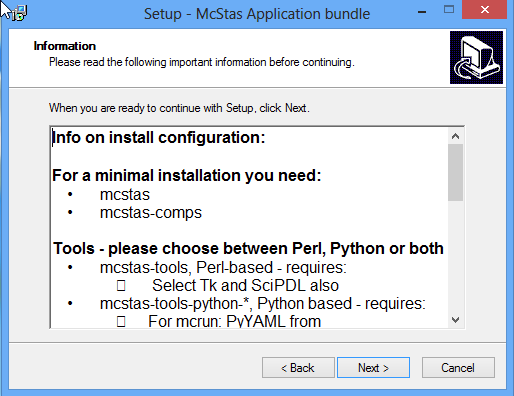 Setup - McStas Application bundle
Information
Please read the following important information before continuing.
When you are ready to continue with Setup, click Next.
Info on install configuration:
For a minimal installation you need:
• mcstas
• mcstas-comps
Tools - please choose between Perl, Python or both
• mcstas-tools, Perl-based - requires:
Select Tk and SciPDL also
• mcstas-tools-python-*, Python based - requires:
For mcrun: PyYAML from
< Back
Next >
Cancel